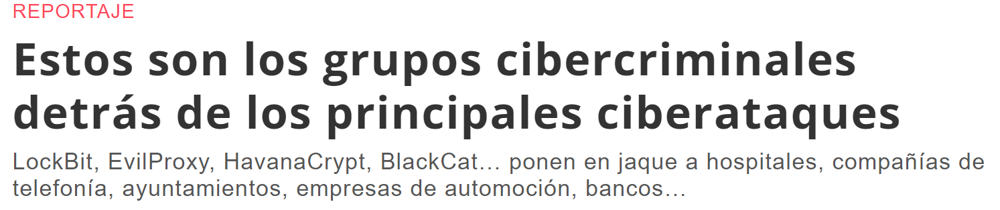 REPORTAJE
Estos son los grupos cibercriminales
detrás de los principales ciberataques
LockBit, EvilProxy, HavanaCrypt, BlackCat... ponen en jaque a hospitales, compañías de
telefonía, ayuntamientos, empresas de automoción, bancos...